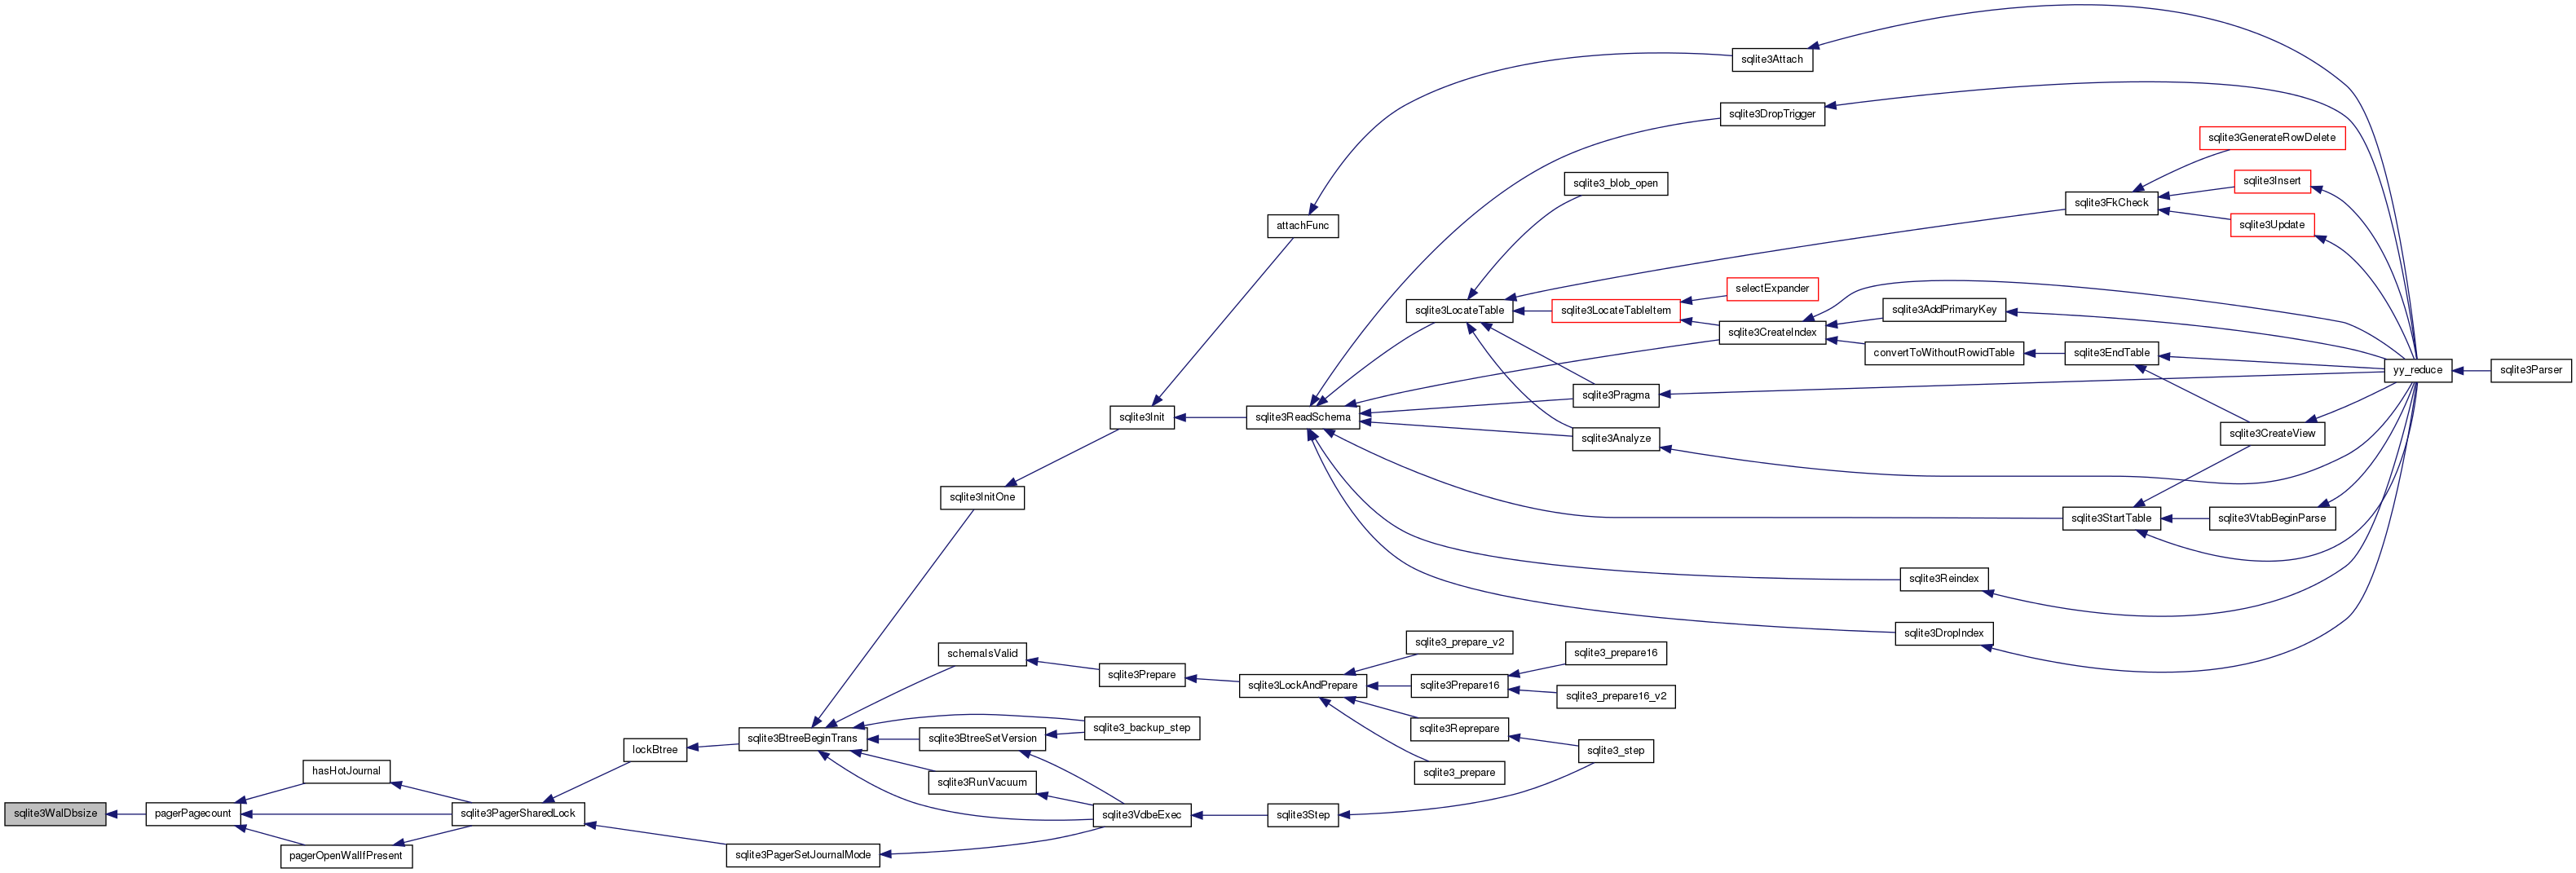 sqlite3WalDbsize
pagerPagecount
hasHotJournal
pagerOpenWalIfPresent
sqlite3PagerSharedLock
lockBtree
sqlite3PagerSetJournalMode
sqlite3BtreeBeginTrans
sqlite3InitOne
schemaIsValid
sqlite3BtreeSetVersion
sqlite3RunVacuum
sqlite3Init
sqlite3Prepare
sqlite3_backup_step
sqlite3VdbeExec
attachFunc
sqlite3ReadSchema
sqlite3LockAndPrepare
sqlite3Step
sqlite3LocateTable
sqlite3_prepare_v2
sqlite3Prepare16
sqlite3Reprepare
sqlite3_prepare
sqlite3_blob_open
sqlite3LocateTableItem
sqlite3Pragma
sqlite3Analyze
sqlite3_prepare16
sqlite3_prepare16_v2
sqlite3_step
sqlite3Attach
sqlite3DropTrigger
selectExpander
sqlite3CreateIndex
sqlite3AddPrimaryKey
convertToWithoutRowidTable
sqlite3Reindex
sqlite3DropIndex
sqlite3FkCheck
sqlite3EndTable
sqlite3StartTable
sqlite3GenerateRowDelete
sqlite3Insert
sqlite3Update
sqlite3CreateView
sqlite3VtabBeginParse
yy_reduce
sqlite3Parser